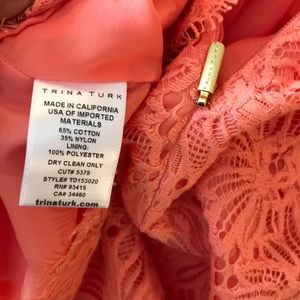 TRINA TURK
MADE IN CALIFORNIA
USA OF IMPORTED
MATERIALS
65% COTTON
35% NYLON
LINING:
100% POLYESTER
DRY CLEAN ONLY
CUT# 5379
STYLE# TD153020
RN# 93415
CA# 34460
trinaturk.com